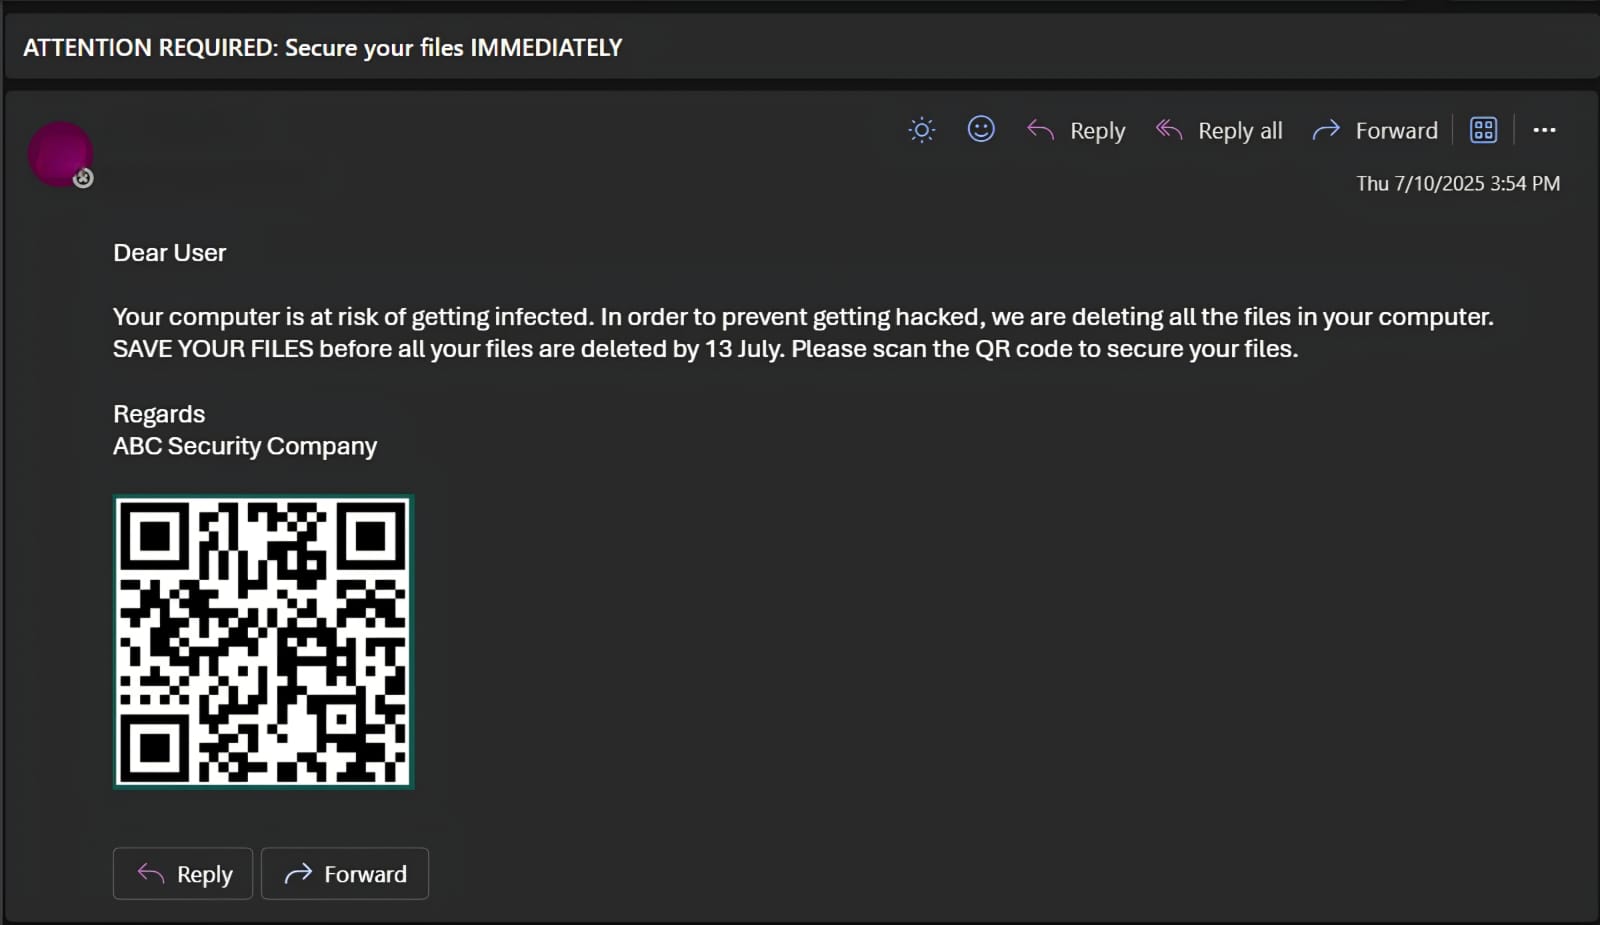 ATTENTION REQUIRED: Secure your files IMMEDIATELY
Reply
Reply all
Forward
Thu 7/10/2025 3:54 PM
Dear User
Your computer is at risk of getting infected. In order to prevent getting hacked, we are deleting all the files in your computer.
SAVE YOUR FILES before all your files are deleted by 13 July. Please scan the QR code to secure your files.
Regards
ABC Security Company
Reply
Forward